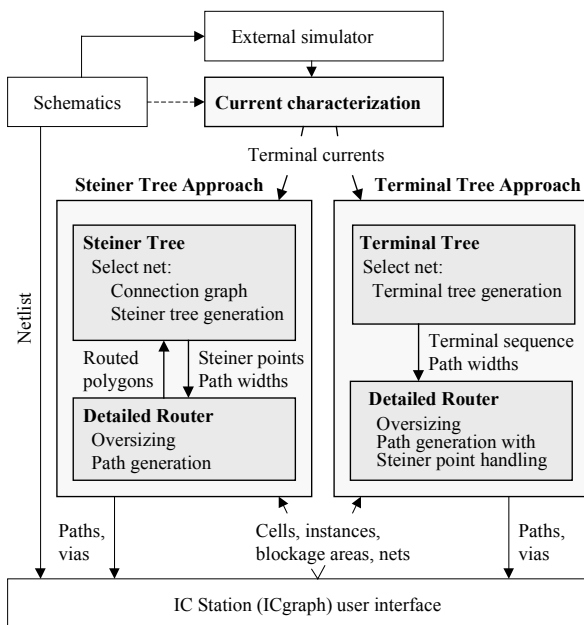 External simulator
Schematics
Current characterization
Terminal currents
Steiner Tree Approach
Terminal Tree Approach
Netlist
Steiner Tree
Select net:
Connection graph
Steiner tree generation
Routed
polygons
Steiner points
Path widths
Detailed Router
Oversizing
Path generation
Terminal Tree
Select net:
Terminal tree generation
Terminal sequence
Path widths
Detailed Router
Oversizing
Path generation with
Steiner point handling
Paths,
vias
Cells, instances,
blockage areas, nets
Paths,
vias
IC Station (ICgraph) user interface